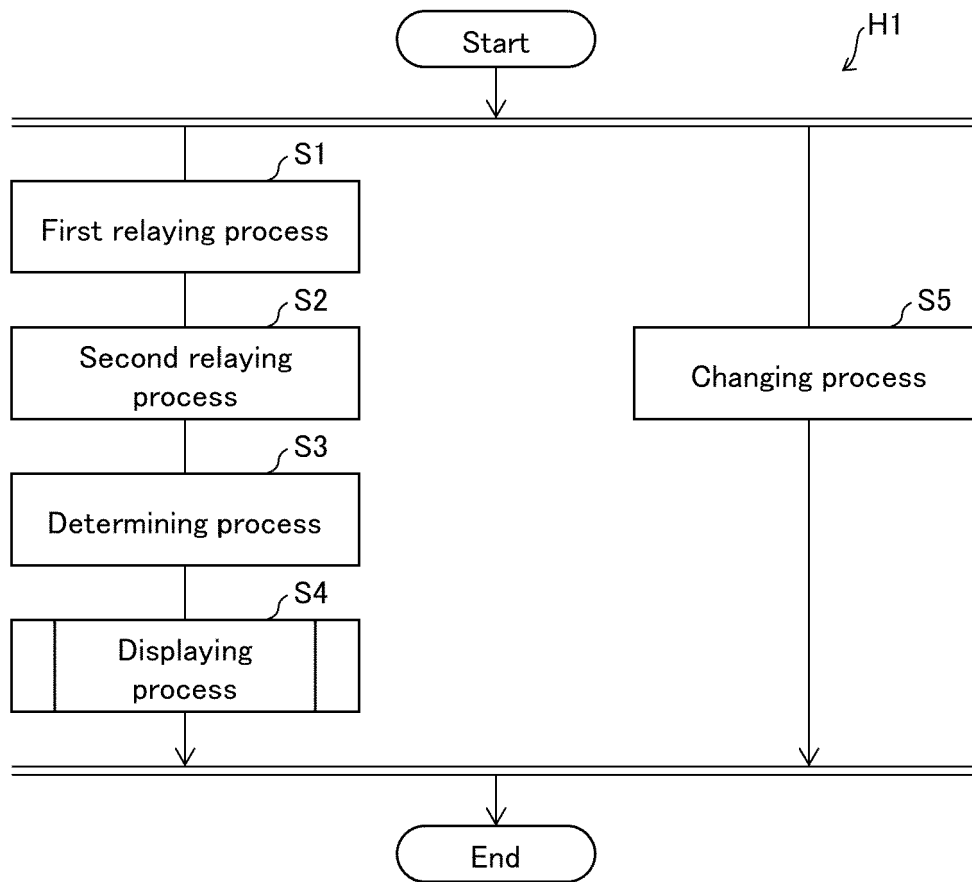 Start
H1
S1
First relaying process
S2
Second relaying
process
S5
Changing process
S3
Determining process
S4
Displaying
process
End